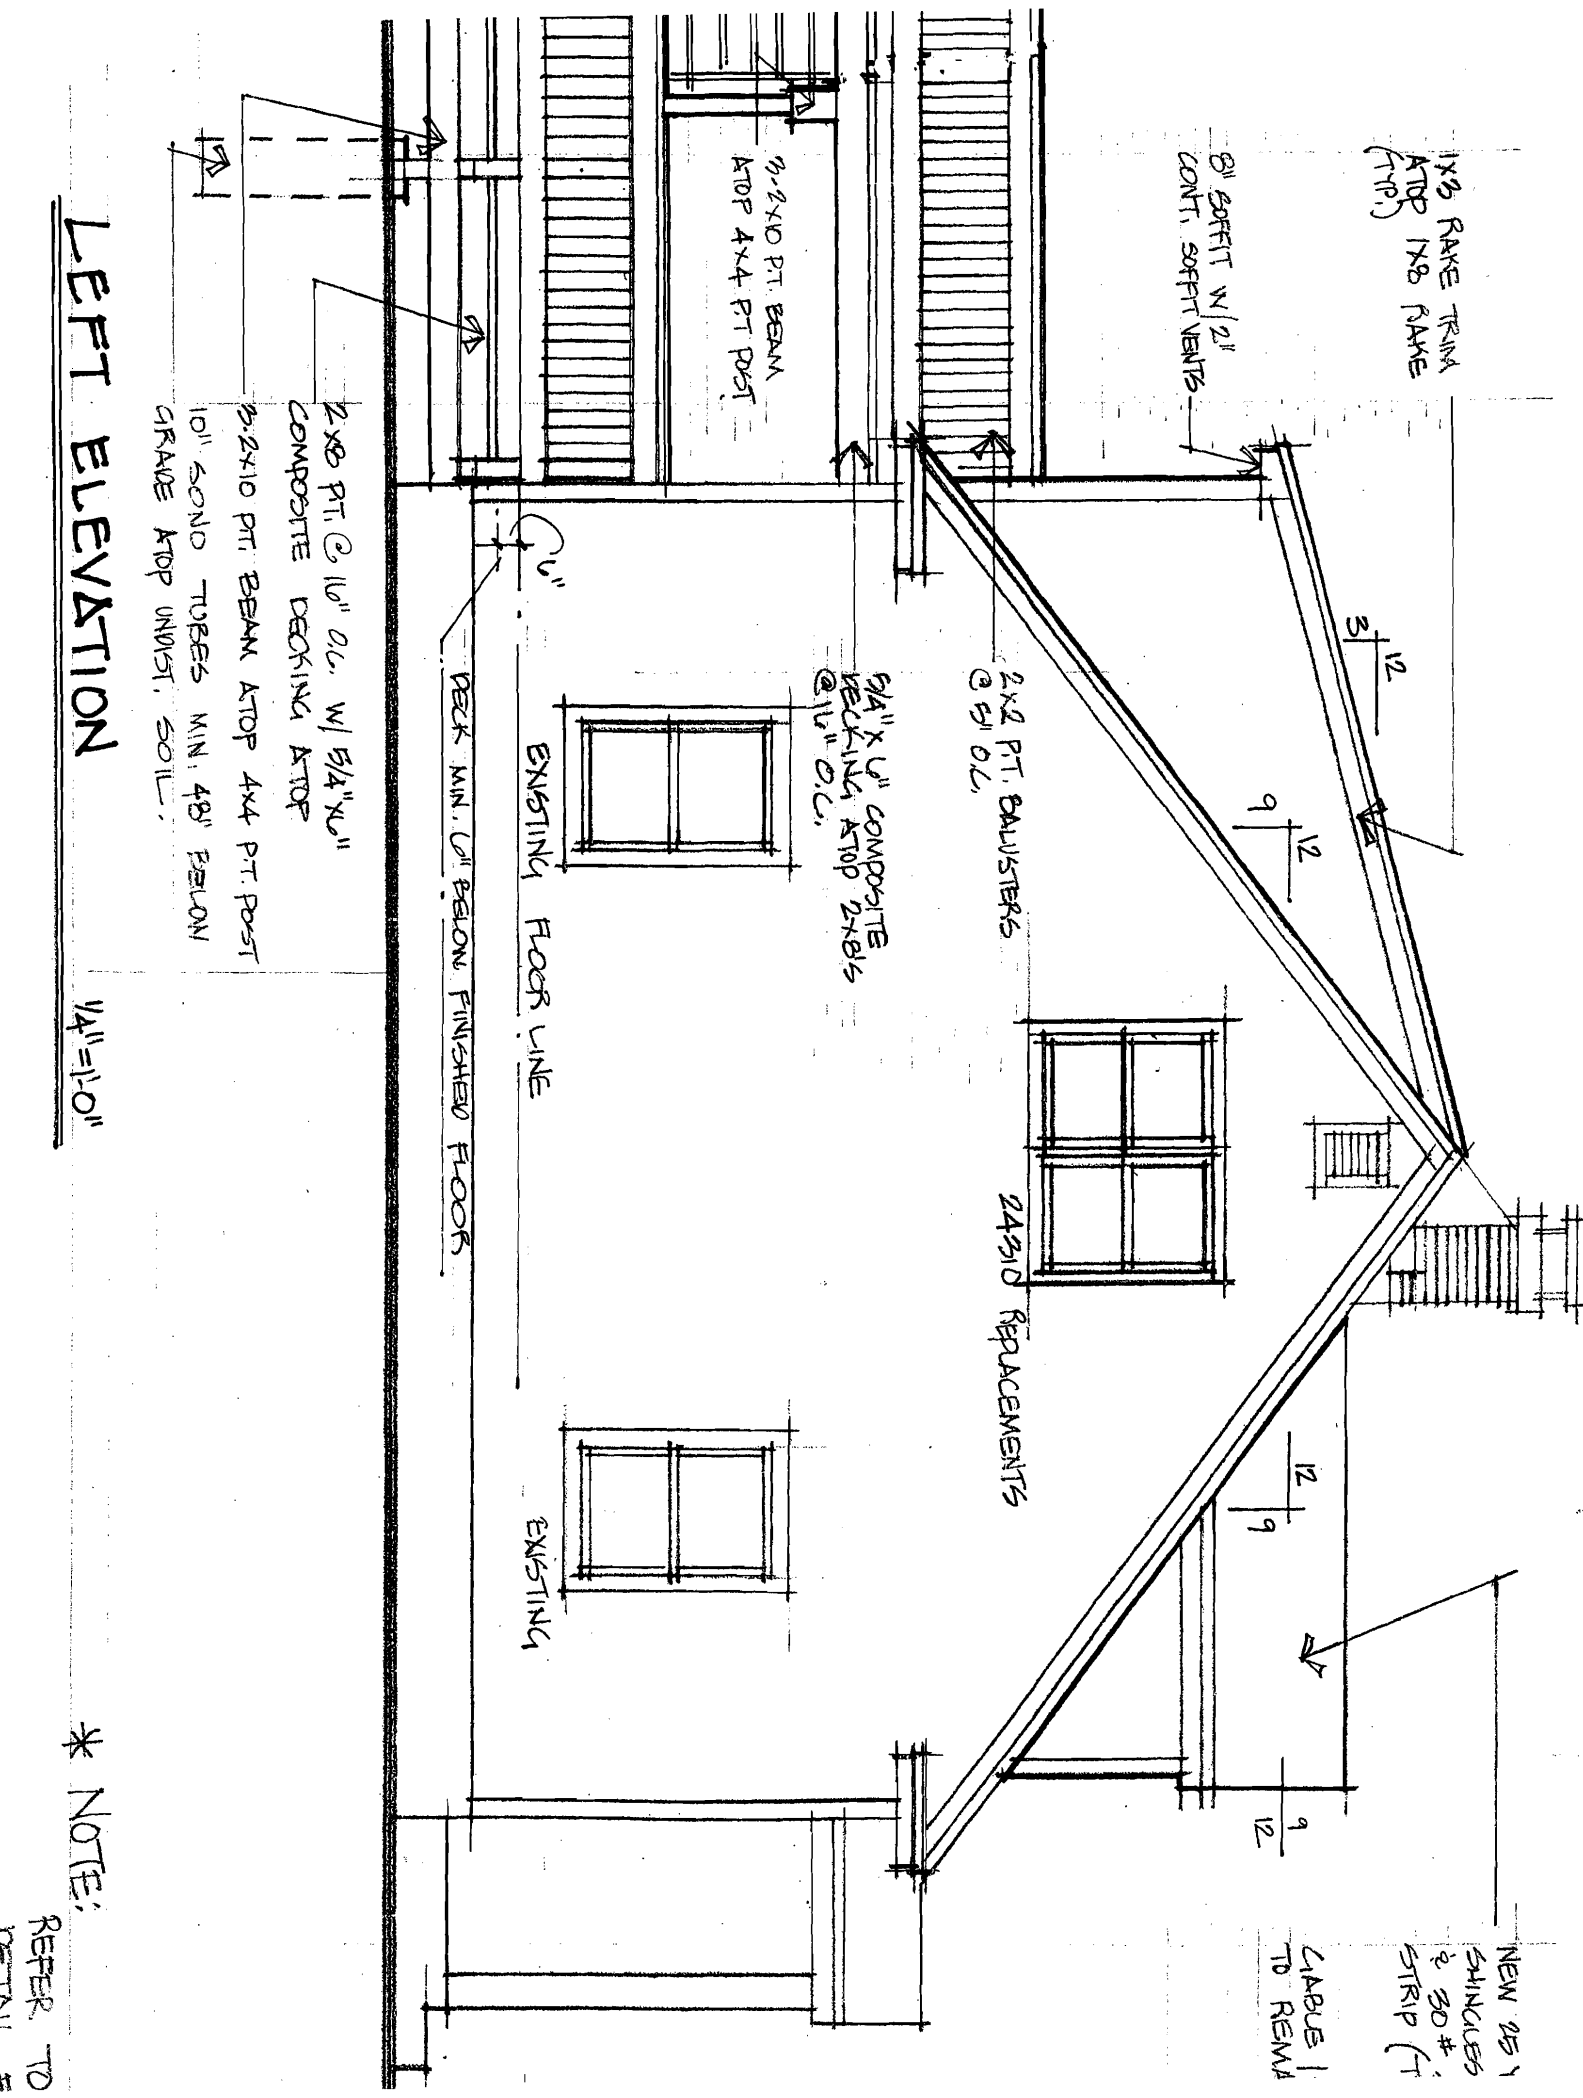 1X3 RAKE TRIM
ATOP 1X8 RAKE
(TYP.)
8" SOFFIT W/2"
CONT. SOFFIT VENTS
3
12
9
12
12
9
9
12
NEW 25 Y
SHINGLES
& 30#
STRIP (T
GABLE
TO REMA
3-2X10 P.T. BEAM
ATOP 4X4 P.T POST
2X2 P.T. BALUSTERS
@ 5" O.C.
5/4" X 6" COMPOSITE
DECKING ATOP 2X8'S
@ 16" O.C.
24310 REPLACEMENTS
6"
EXISTING
EXISTING
FLOOR LINE
DECK MIN. 6" BELOW FINISHED FLOOR
2X8 P.T. @ 16" O.C. W/ 5/4"X6"
COMPOSITE DECKING ATOP
3-2X10 P.T. BEAM ATOP 4X4 P.T. POST
10" SONO TUBES MIN. 48" BELOW
GRADE ATOP UNDIST. SOIL.
LEFT ELEVATION
1/4"=1'-0"
* NOTE:
REFER TO
DETAIL #